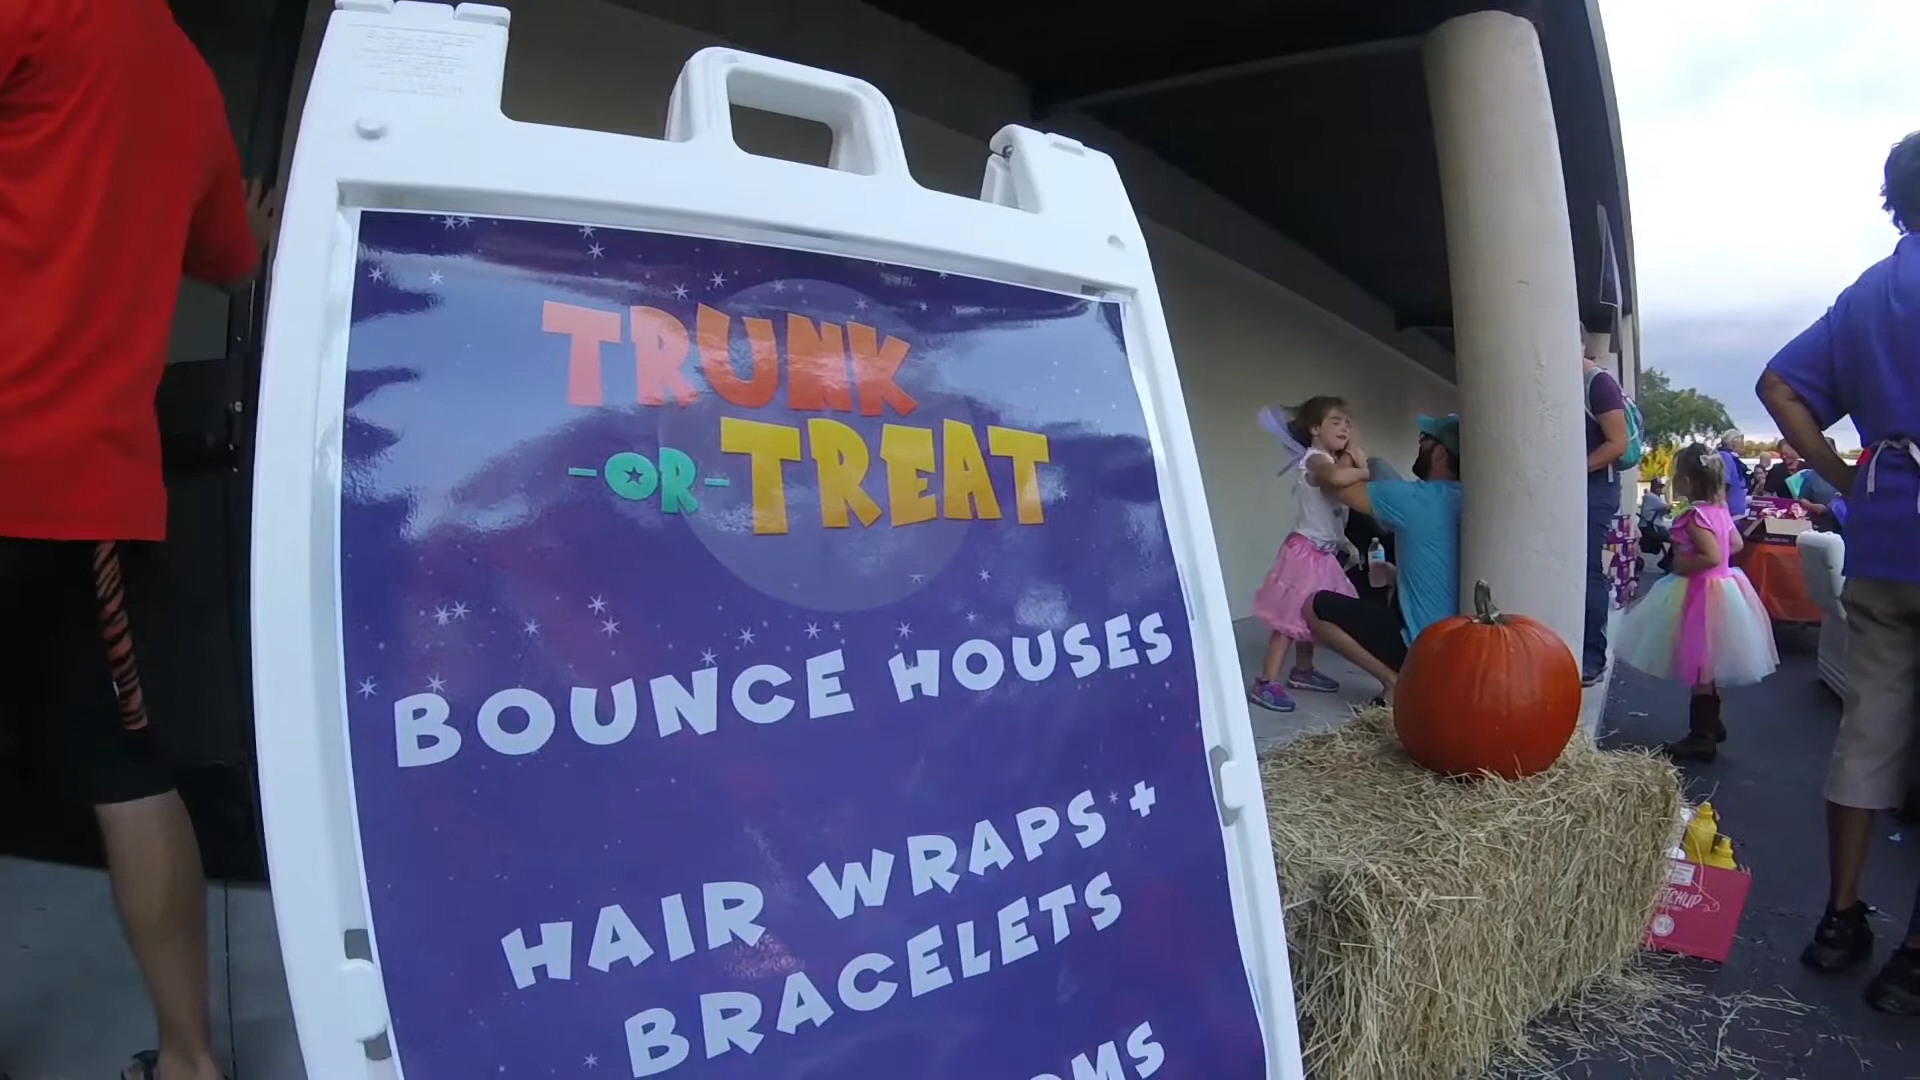 TRUNK
-OR- TREAT
BOUNCE HOUSES
HAIR WRAPS +
BRACELETS